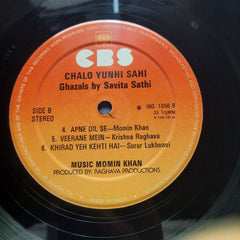 CBS
CHALO YUNHI SAHI
Ghazals by Savita Sathi
SIDE B
STEREO
IND. 1056 B
33 ⅓ RPM
4. APNE DIL SE—Momin Khan
5. VEERANE MEIN—Krishna Raghava
6. KHIRAD YEH KEHTI HAI—Surur Lukhnavi
MUSIC MOMIN KHAN
PRODUCED BY: RAGHAVA PRODUCTIONS
MADE IN INDIA